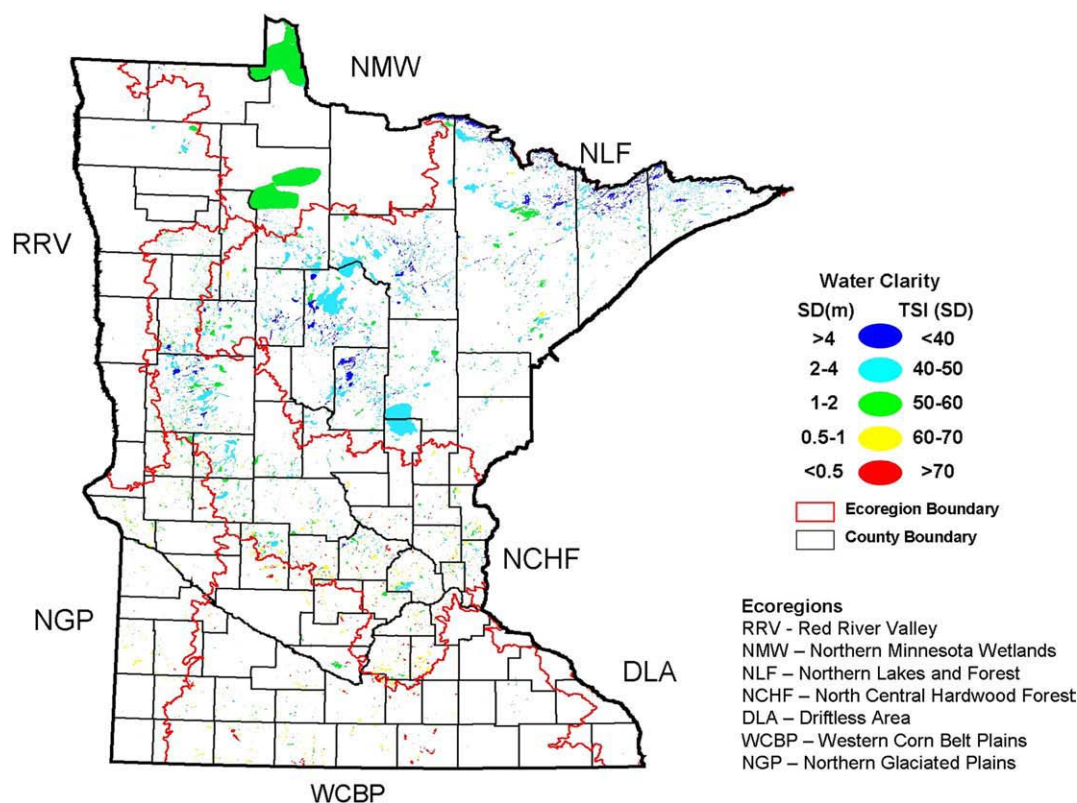 NMW
NLF
RRV
NCHF
NGP
DLA
WCBP
Water Clarity
SD(m) TSI (SD)
>4 <40
2-4 40-50
1-2 50-60
0.5-1 60-70
<0.5 >70
Ecoregion Boundary
County Boundary
Ecoregions
RRV - Red River Valley
NMW – Northern Minnesota Wetlands
NLF – Northern Lakes and Forest
NCHF – North Central Hardwood Forest
DLA – Driftless Area
WCBP – Western Corn Belt Plains
NGP – Northern Glaciated Plains